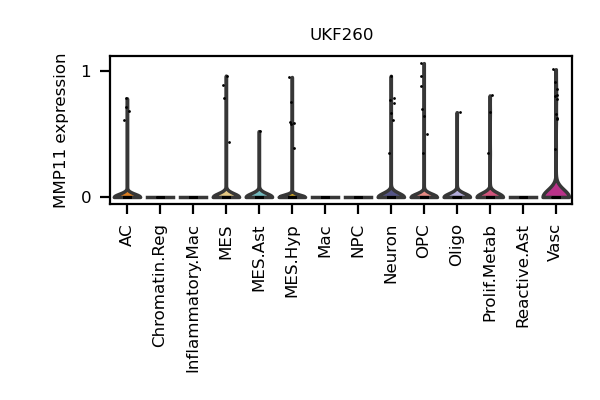 UKF260
MMP11 expression
1
0
AC
Chromatin.Reg
Inflammatory.Mac
MES
MES.Ast
MES.Hyp
Mac
NPC
Neuron
OPC
Oligo
Prolif.Metab
Reactive.Ast
Vasc